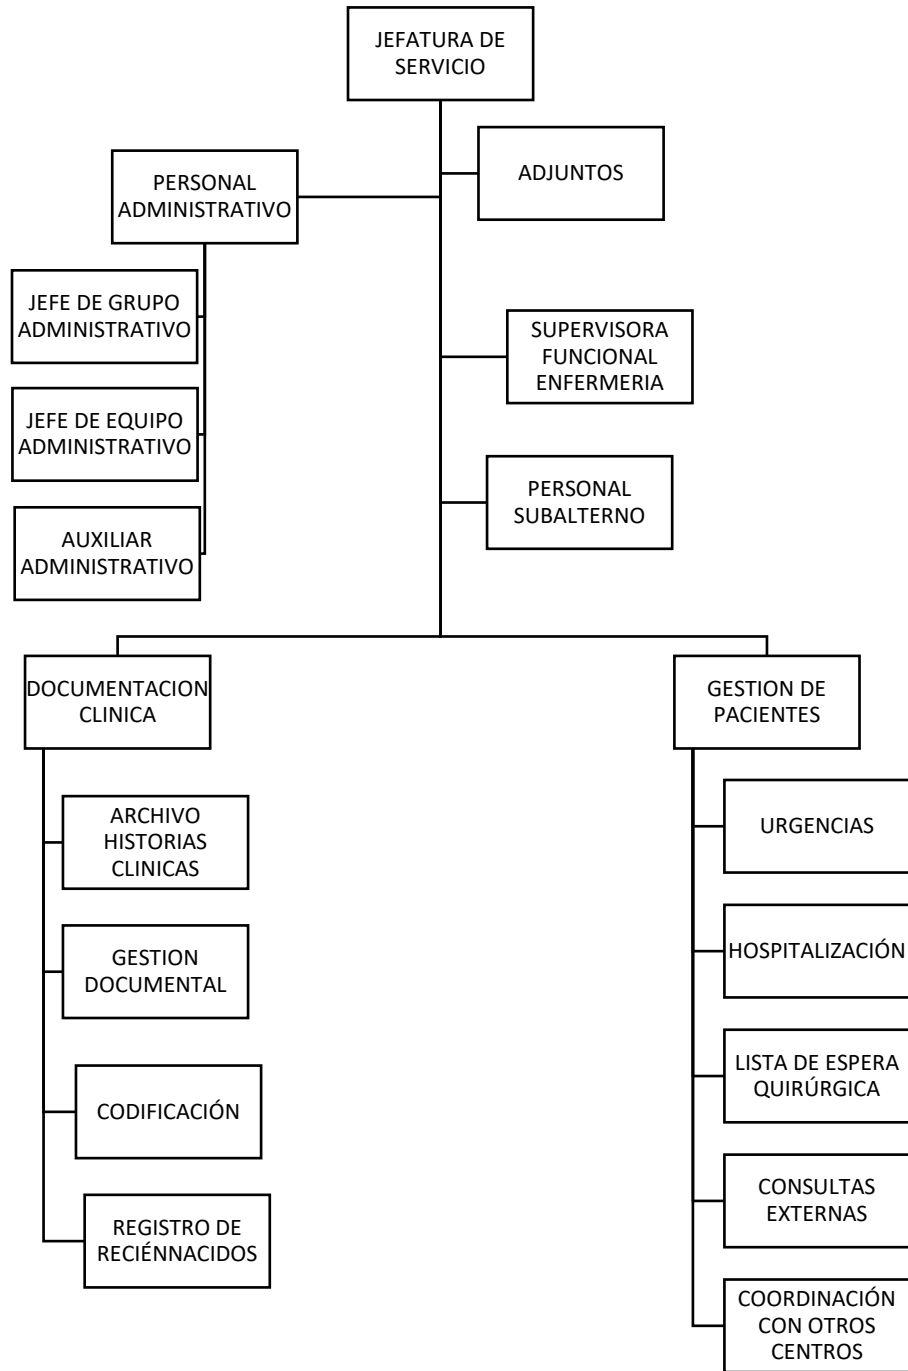 JEFATURA DE
SERVICIO
ADJUNTOS
PERSONAL
ADMINISTRATIVO
JEFE DE GRUPO
ADMINISTRATIVO
SUPERVISORA
FUNCIONAL
ENFERMERIA
JEFE DE EQUIPO
ADMINISTRATIVO
PERSONAL
SUBALTERNO
AUXILIAR
ADMINISTRATIVO
DOCUMENTACION
CLINICA
GESTION DE
PACIENTES
ARCHIVO
HISTORIAS
CLINICAS
GESTION
DOCUMENTAL
CODIFICACIÓN
REGISTRO DE
RECIÉNNACIDOS
URGENCIAS
HOSPITALIZACIÓN
LISTA DE ESPERA
QUIRÚRGICA
CONSULTAS
EXTERNAS
COORDINACIÓN
CON OTROS
CENTROS